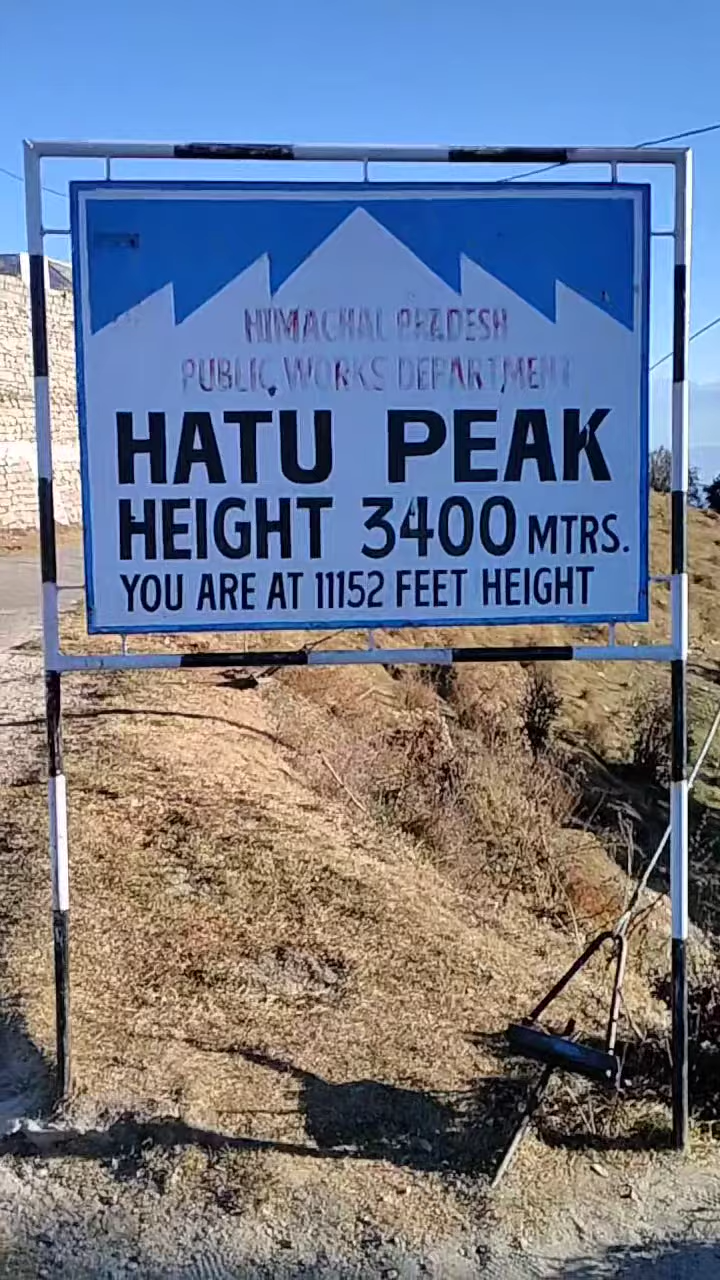 HIMACHAL PRADESH
PUBLIC WORKS DEPARTMENT
HATU PEAK
HEIGHT 3400 MTRS.
YOU ARE AT 11152 FEET HEIGHT